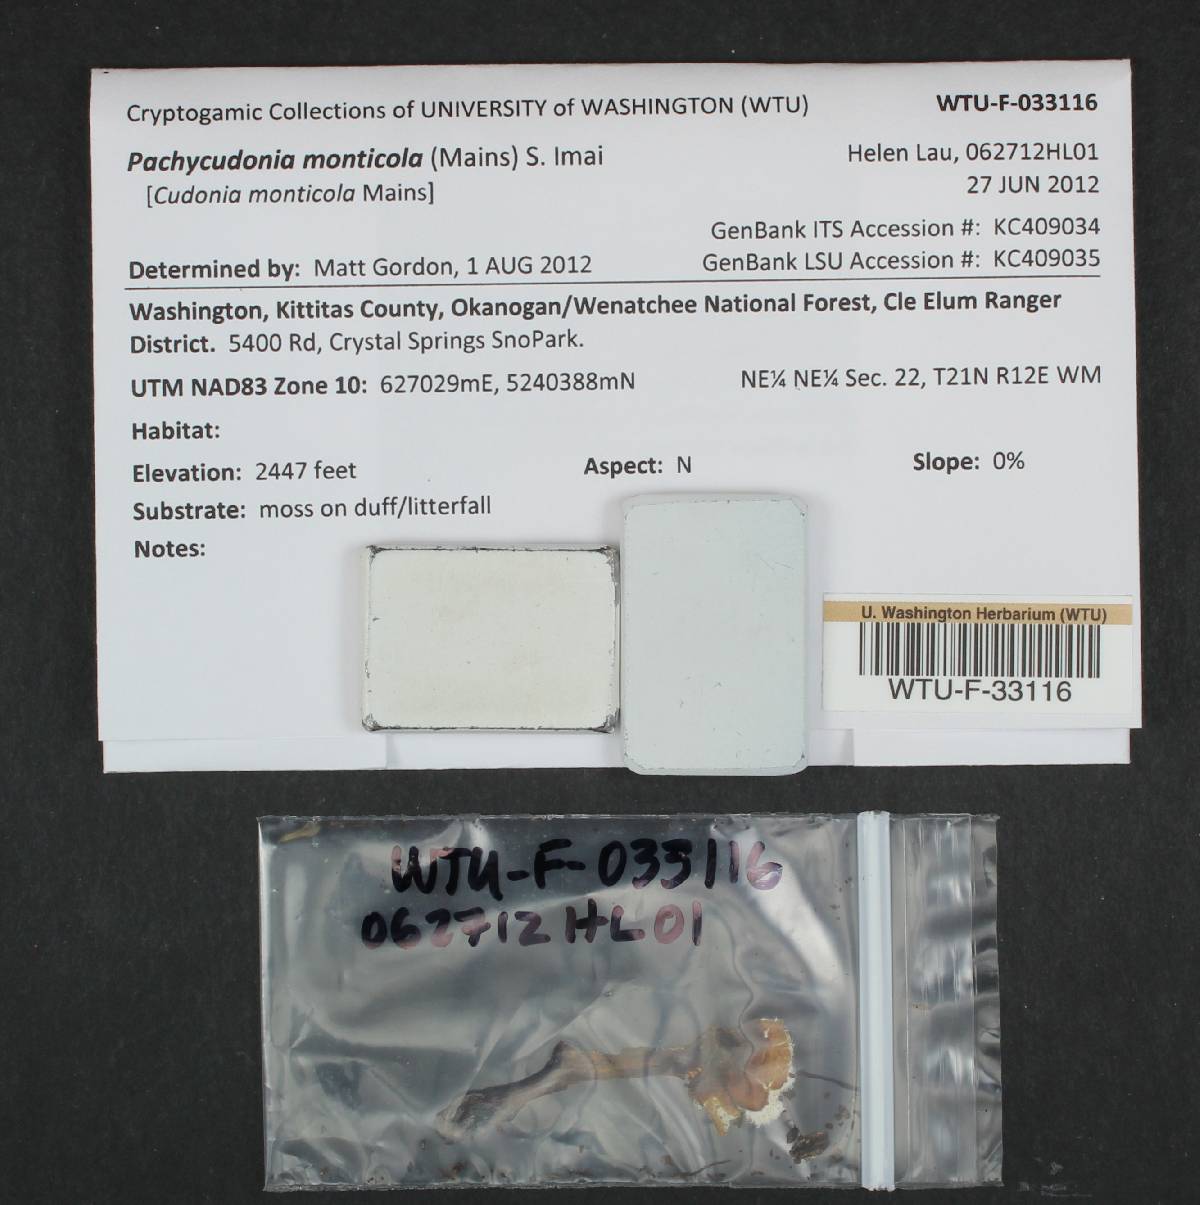 Cryptogamic Collections of UNIVERSITY of WASHINGTON (WTU) WTU-F-033116
Pachycudonia monticola (Mains) S. Imai Helen Lau, 062712HL01
[Cudonia monticola Mains] 27 JUN 2012
GenBank ITS Accession #: KC409034
Determined by: Matt Gordon, 1 AUG 2012 GenBank LSU Accession #: KC409035
Washington, Kittitas County, Okanogan/Wenatchee National Forest, Cle Elum Ranger
District. 5400 Rd, Crystal Springs SnoPark.
UTM NAD83 Zone 10: 627029mE, 5240388mN NE¼ NE¼ Sec. 22, T21N R12E WM
Habitat:
Elevation: 2447 feet Aspect: N Slope: 0%
Substrate: moss on duff/litterfall
Notes:
U. Washington Herbarium (WTU)
WTU-F-33116
WTU-F-033116
062712HL01